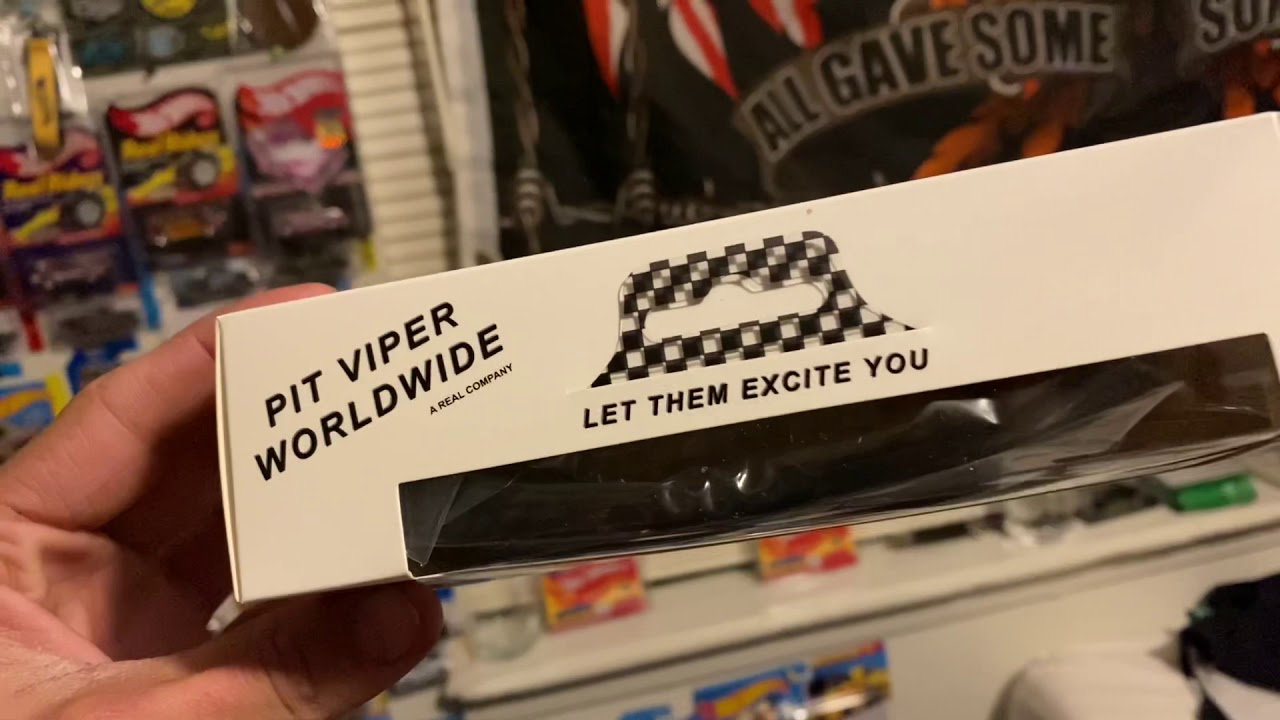 ALL GAVE SOME
PIT VIPER
WORLDWIDE
A REAL COMPANY
LET THEM EXCITE YOU